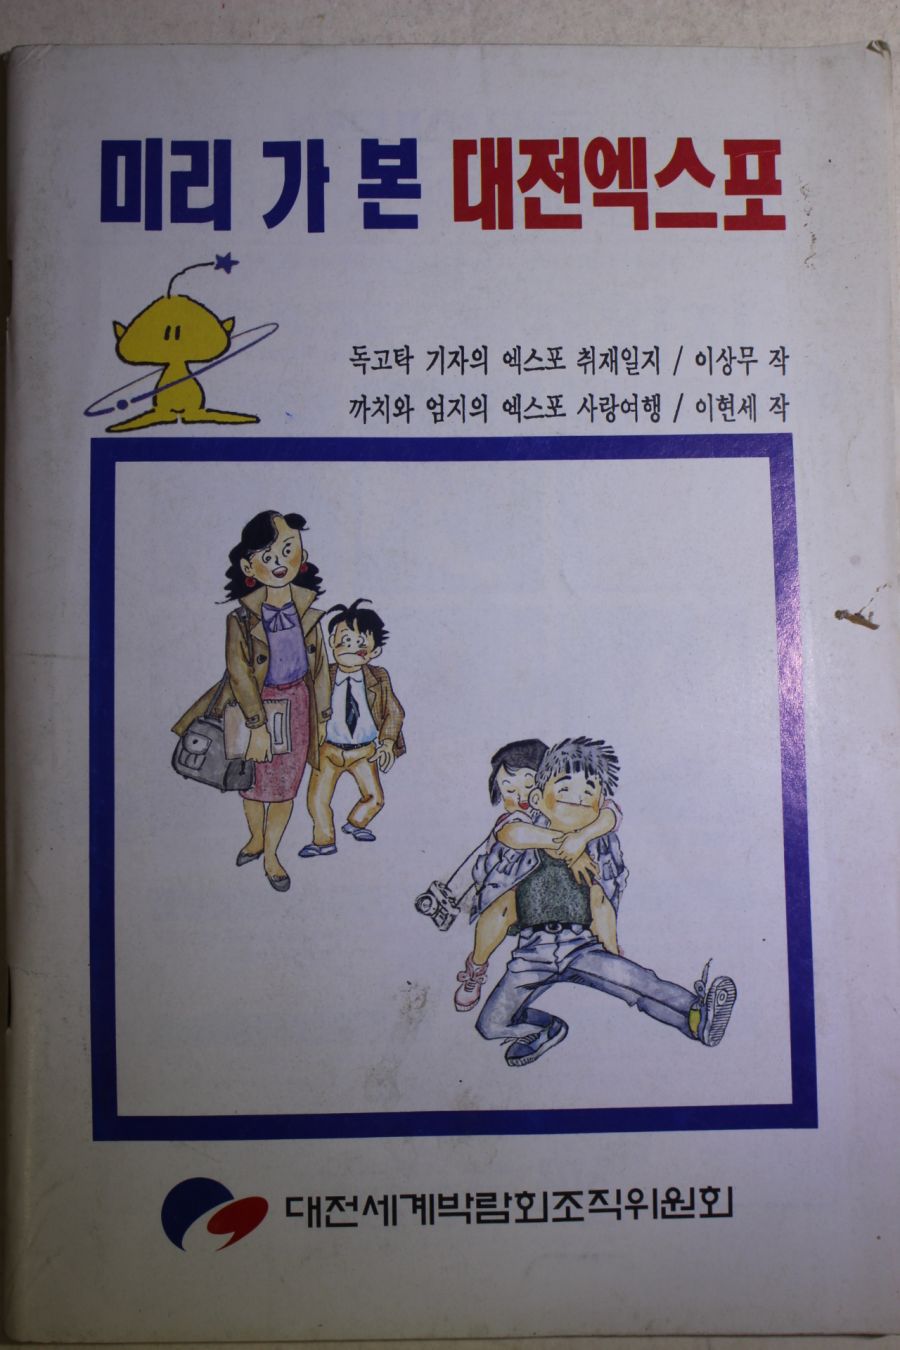 미리 가 본 대전엑스포
독고탁 기자의 엑스포 취재일지 / 이상무 작
까치와 엄지의 엑스포 사랑여행 / 이현세 작
대전세계박람회조직위원회